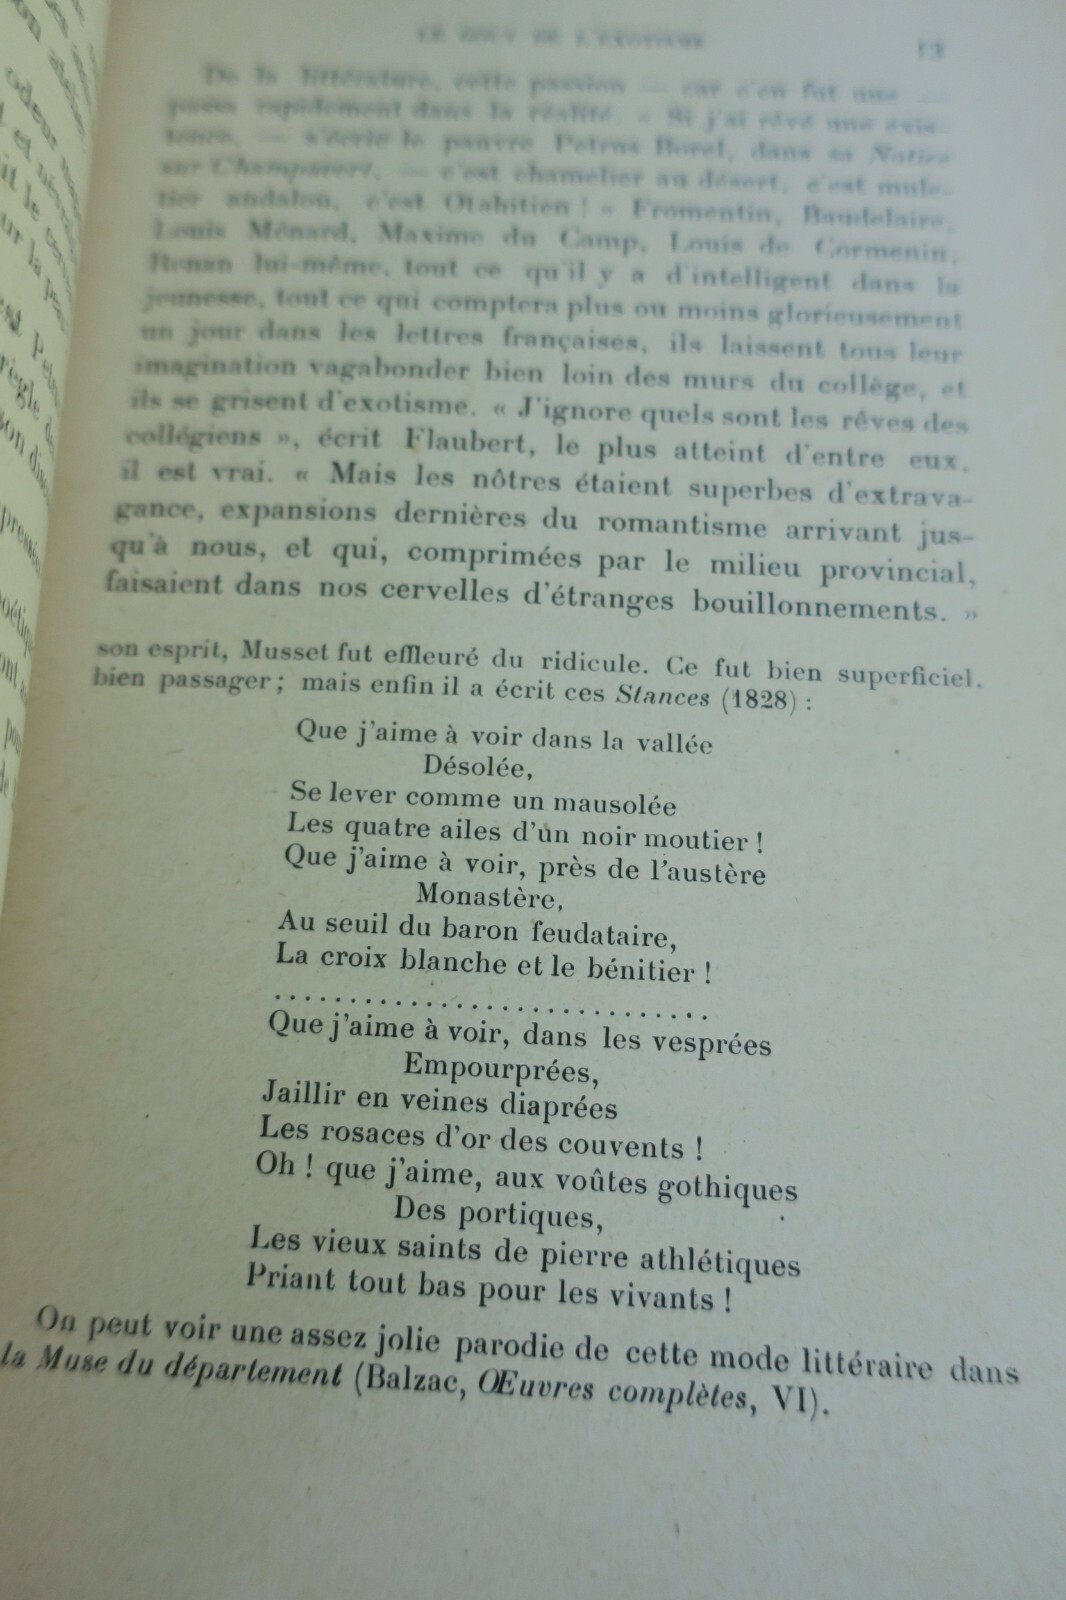 LE GOUT DE L'EXOTISME
De la littérature, cette passion — car c'en fut une —
passa rapidement dans la réalité. « Si j'ai rêvé une exis-
tence, — s'écrie le pauvre Petrus Borel, dans sa Notice
sur Champavert, — c'est chamelier au désert, c'est mule-
tier andalou, c'est Otahitien! » Fromentin, Baudelaire,
Louis Ménard, Maxime du Camp, Louis de Cormenin,
Renan lui-même, tout ce qu'il y a d'intelligent dans la
jeunesse, tout ce qui comptera plus ou moins glorieusement
un jour dans les lettres françaises, ils laissent tous leur
imagination vagabonder bien loin des murs du collège, et
ils se grisent d'exotisme. « J'ignore quels sont les rêves des
collégiens », écrit Flaubert, le plus atteint d'entre eux,
il est vrai. « Mais les nôtres étaient superbes d'extrava-
gance, expansions dernières du romantisme arrivant jus-
qu'à nous, et qui, comprimées par le milieu provincial,
faisaient dans nos cervelles d'étranges bouillonnements. »
son esprit, Musset fut effleuré du ridicule. Ce fut bien superficiel,
bien passager; mais enfin il a écrit ces Stances (1828) :
Que j'aime à voir dans la vallée
Désolée,
Se lever comme un mausolée
Les quatre ailes d'un noir moutier !
Que j'aime à voir, près de l'austère
Monastère,
Au seuil du baron feudataire,
La croix blanche et le bénitier !
. . . . . . . . . . . . . . . . . . . . . . . . . . . . .
Que j'aime à voir, dans les vesprées
Empourprées,
Jaillir en veines diaprées
Les rosaces d'or des couvents !
Oh ! que j'aime, aux voûtes gothiques
Des portiques,
Les vieux saints de pierre athlétiques
Priant tout bas pour les vivants !
On peut voir une assez jolie parodie de cette mode littéraire dans
la Muse du département (Balzac, Œuvres complètes, VI).